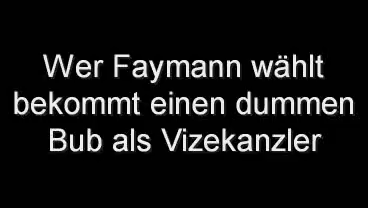 Wer Faymann wählt
bekommt einen dummen
Bub als Vizekanzler